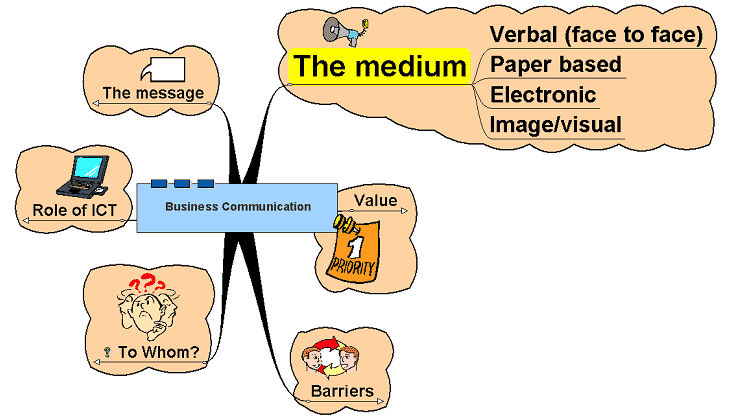 The medium
Verbal (face to face)
Paper based
Electronic
Image/visual
The message
Role of ICT
Business Communication
Value
1
PRIORITY
???
? To Whom?
Barriers